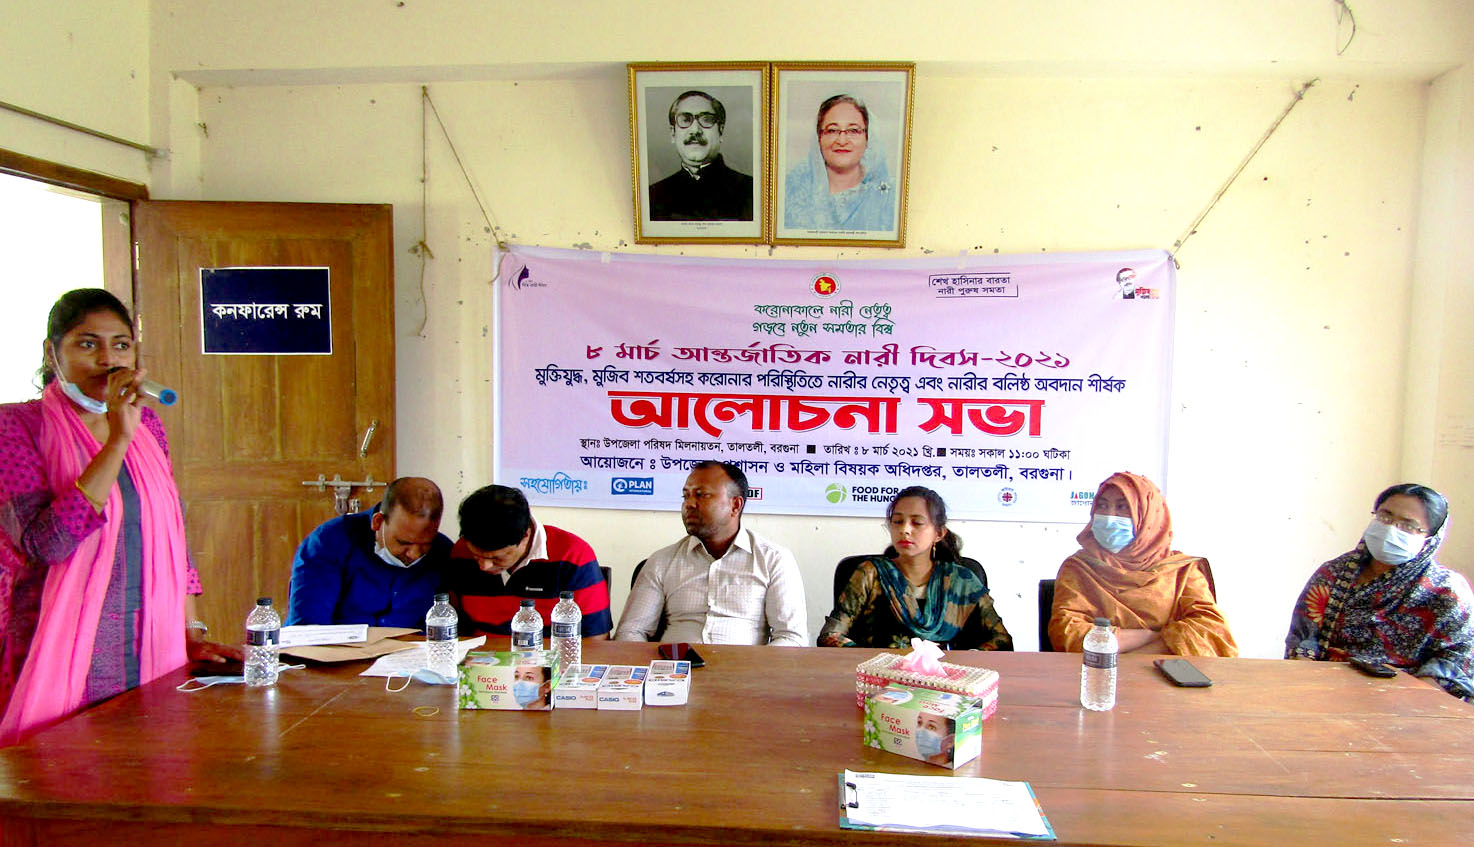 কনফারেন্স রুম
শেখ হাসিনার বারতা
নারী পুরুষ সমতা
করোনাকালে নারী নেতৃত্ব
গড়বে নতুন সমতার বিশ্ব
৮ মার্চ আন্তর্জাতিক নারী দিবস-২০২১
মুক্তিযুদ্ধ, মুজিব শতবর্ষসহ করোনার পরিস্থিতিতে নারীর নেতৃত্ব এবং নারীর বলিষ্ঠ অবদান শীর্ষক
আলোচনা সভা
স্থানঃ উপজেলা পরিষদ মিলনায়তন, তালতলী, বরগুনা ■ তারিখ ঃ ৮ মার্চ ২০২১ খ্রি. ■ সময়ঃ সকাল ১১:০০ ঘটিকা
আয়োজনে ঃ উপজেলা প্রশাসন ও মহিলা বিষয়ক অধিদপ্তর, তালতলী, বরগুনা।
সহযোগিতায়ঃ
PLAN
FOOD FOR
THE HUNG
Face
Mask
CASIO
CASIO
Face
Mask